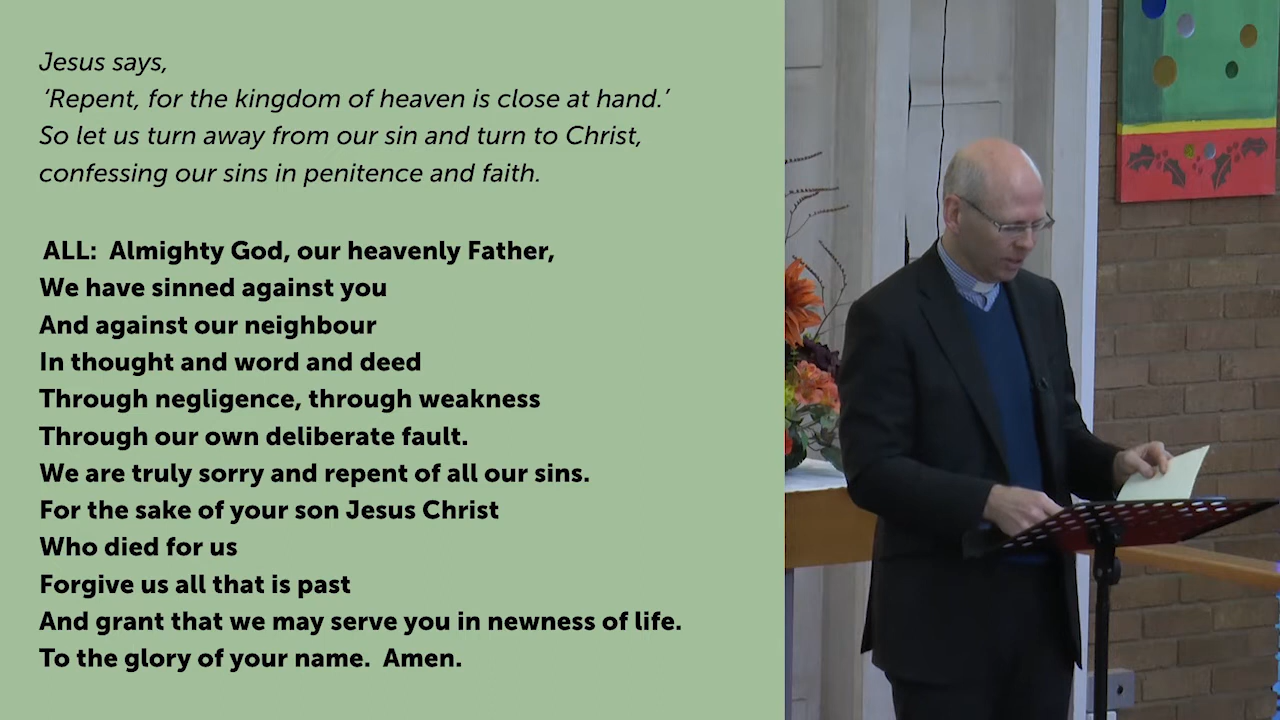 Jesus says,
‘Repent, for the kingdom of heaven is close at hand.’
So let us turn away from our sin and turn to Christ,
confessing our sins in penitence and faith.
ALL: Almighty God, our heavenly Father,
We have sinned against you
And against our neighbour
In thought and word and deed
Through negligence, through weakness
Through our own deliberate fault.
We are truly sorry and repent of all our sins.
For the sake of your son Jesus Christ
Who died for us
Forgive us all that is past
And grant that we may serve you in newness of life.
To the glory of your name. Amen.